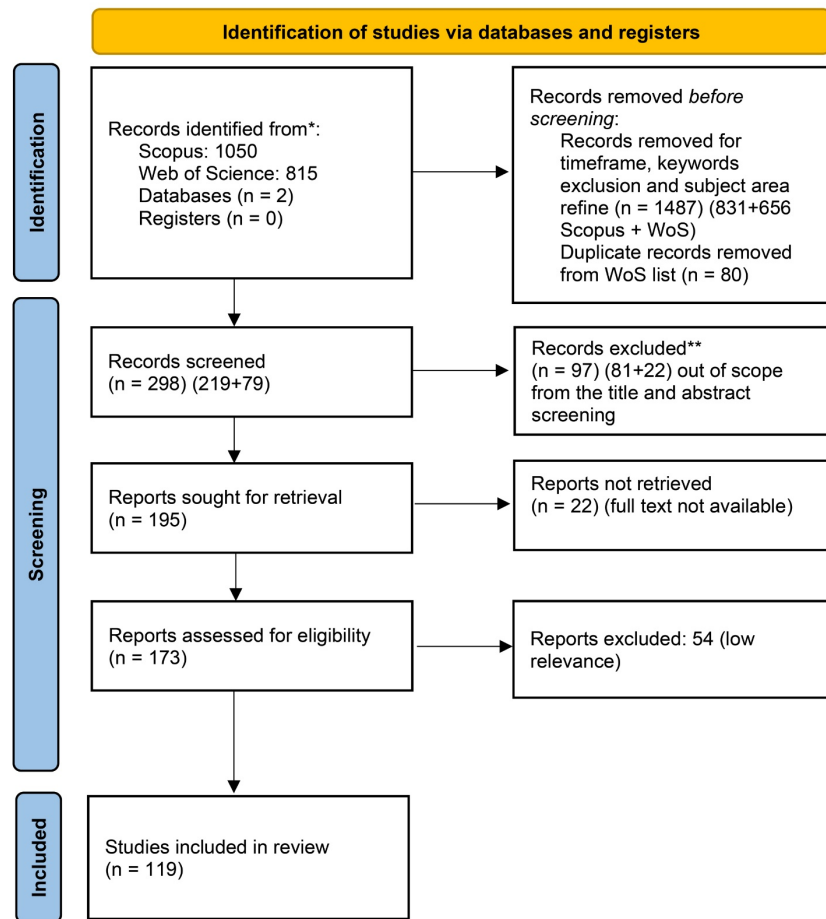 Identification of studies via databases and registers
Identification
Records identified from*:
Scopus: 1050
Web of Science: 815
Databases (n = 2)
Registers (n = 0)
Records removed before
screening:
Records removed for
timeframe, keywords
exclusion and subject area
refine (n = 1487) (831+656
Scopus + WoS)
Duplicate records removed
from WoS list (n = 80)
Screening
Records screened
(n = 298) (219+79)
Records excluded**
(n = 97) (81+22) out of scope
from the title and abstract
screening
Reports sought for retrieval
(n = 195)
Reports not retrieved
(n = 22) (full text not available)
Reports assessed for eligibility
(n = 173)
Reports excluded: 54 (low
relevance)
Included
Studies included in review
(n = 119)